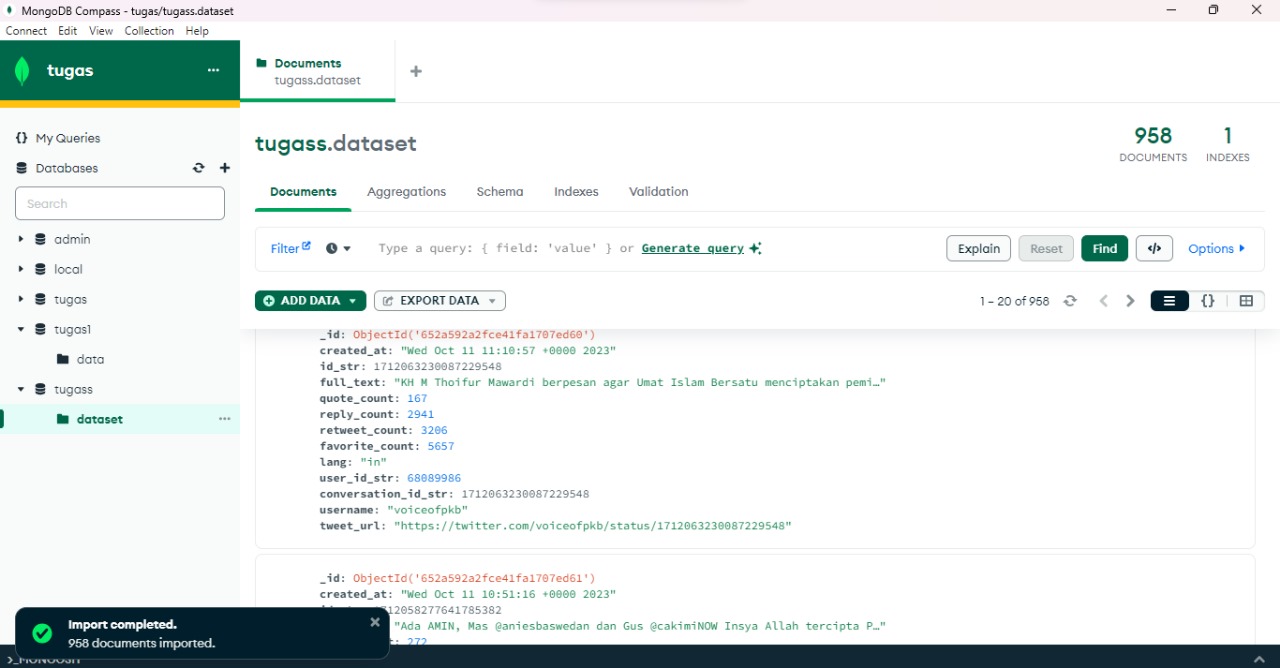 MongoDB Compass - tugas/tugass.dataset
Connect Edit View Collection Help
tugas
My Queries
Databases
Search
admin
local
tugas
tugas1
data
tugass
dataset
Documents
tugass.dataset
tugass.dataset
958
DOCUMENTS
1
INDEXES
Documents Aggregations Schema Indexes Validation
Filter Type a query: { field: 'value' } or Generate query Explain Reset Find </> Options
ADD DATA EXPORT DATA 1 – 20 of 958 {}
_id: ObjectId('652a592a2fce41fa1707ed60')
created_at: "Wed Oct 11 11:10:57 +0000 2023"
id_str: 1712063230087229548
full_text: "KH M Thoifur Mawardi berpesan agar Umat Islam Bersatu menciptakan pemi…"
quote_count: 167
reply_count: 2941
retweet_count: 3206
favorite_count: 5657
lang: "in"
user_id_str: 68089986
conversation_id_str: 1712063230087229548
username: "voiceofpkb"
tweet_url: "https://twitter.com/voiceofpkb/status/1712063230087229548"
_id: ObjectId('652a592a2fce41fa1707ed61')
created_at: "Wed Oct 11 10:51:16 +0000 2023"
1712058277641785382
"Ada AMIN, Mas @aniesbaswedan dan Gus @cakimiNOW Insya Allah tercipta P…"
272
Import completed.
958 documents imported.
>_MONGOSH